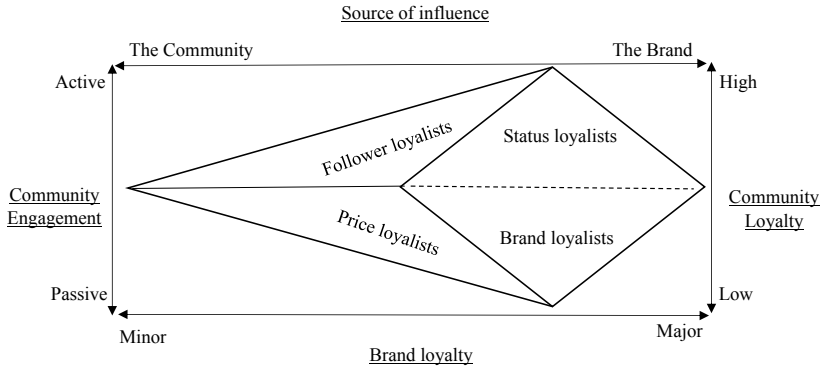 Source of influence
The Community
The Brand
Active
High
Follower loyalists
Status loyalists
Community
Engagement
Community
Loyalty
Price loyalists
Brand loyalists
Passive
Low
Minor
Major
Brand loyalty